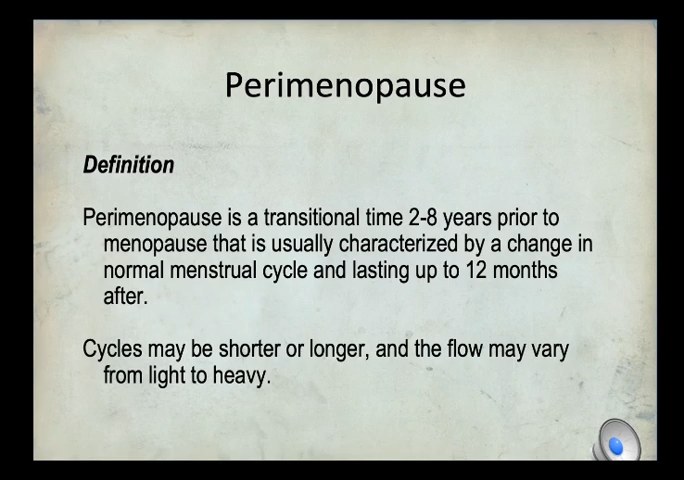 Perimenopause
Definition
Perimenopause is a transitional time 2-8 years prior to
menopause that is usually characterized by a change in
normal menstrual cycle and lasting up to 12 months
after.
Cycles may be shorter or longer, and the flow may vary
from light to heavy.